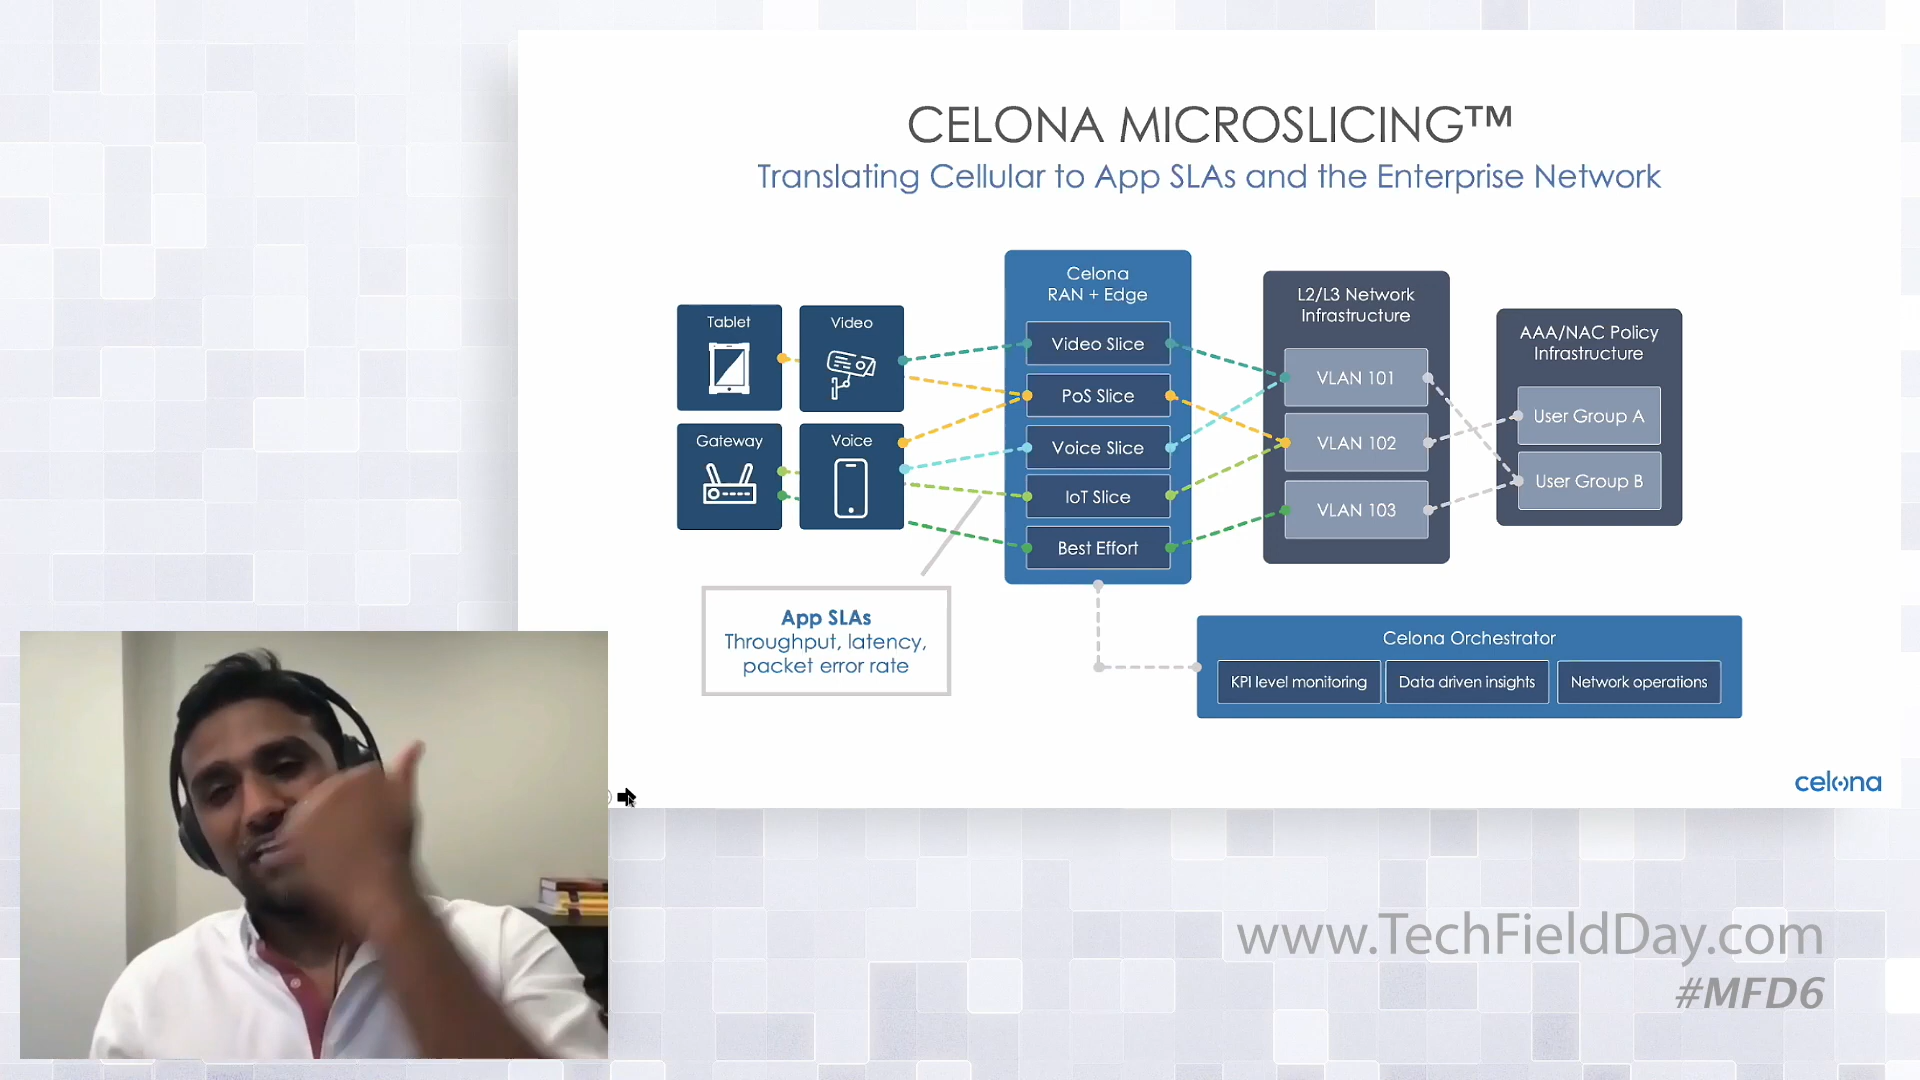 CELONA MICROSLICING™
Translating Cellular to App SLAs and the Enterprise Network
Tablet
Video
Gateway
Voice
Celona
RAN + Edge
Video Slice
PoS Slice
Voice Slice
IoT Slice
Best Effort
L2/L3 Network
Infrastructure
VLAN 101
VLAN 102
VLAN 103
AAA/NAC Policy
Infrastructure
User Group A
User Group B
App SLAs
Throughput, latency,
packet error rate
Celona Orchestrator
KPI level monitoring
Data driven insights
Network operations
celona
www.TechFieldDay.com
#MFD6